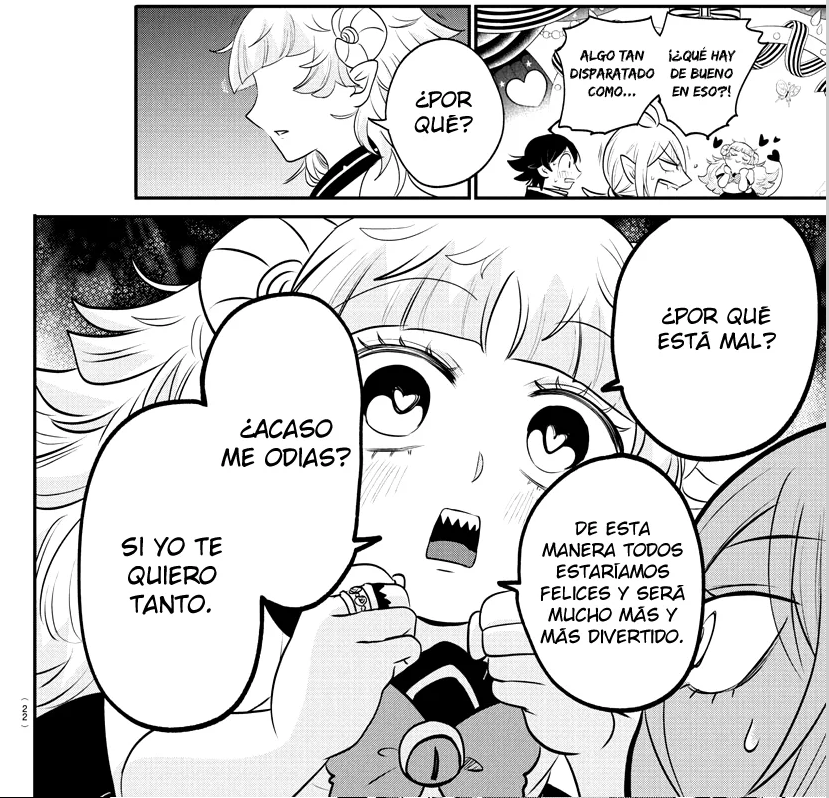 ¡¿QUÉ HAY
DE BUENO
EN ESO?!
ALGO TAN
DISPARATADO
COMO...
¿POR
QUÉ?
¿POR QUÉ
ESTÁ MAL?
DE ESTA
MANERA TODOS
ESTARÍAMOS
FELICES Y SERÁ
MUCHO MÁS Y
MÁS DIVERTIDO.
¿ACASO
ME ODIAS?
SI YO TE
QUIERO
TANTO.
(22)